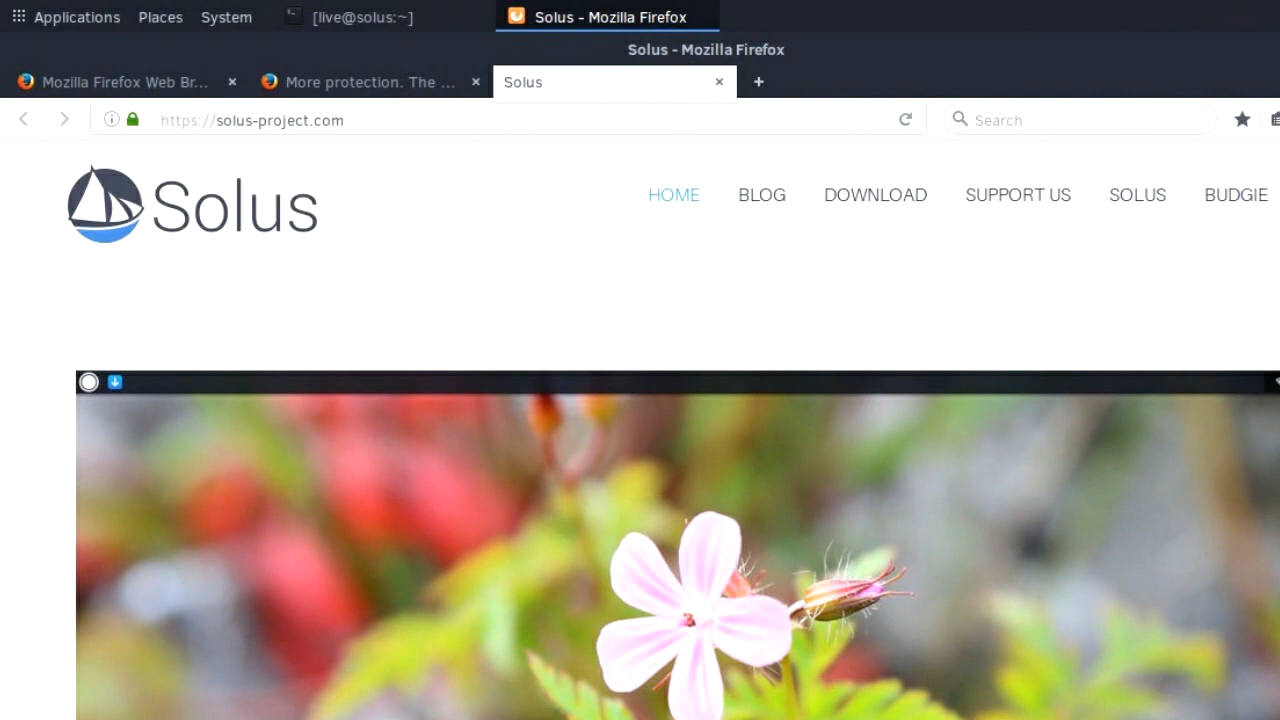 Applications Places System [live@solus:~] Solus - Mozilla Firefox
Solus - Mozilla Firefox
Mozilla Firefox Web Br... × More protection. The ... × Solus × +
https://solus-project.com Search
Solus
HOME BLOG DOWNLOAD SUPPORT US SOLUS BUDGIE